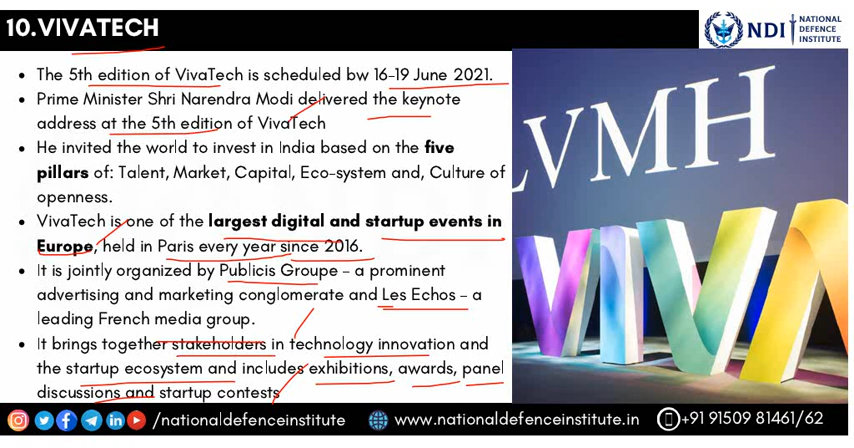 10.VIVATECH
NDI
NATIONAL
DEFENCE
INSTITUTE
• The 5th edition of VivaTech is scheduled bw 16-19 June 2021.
• Prime Minister Shri Narendra Modi delivered the keynote
address at the 5th edition of VivaTech
• He invited the world to invest in India based on the five
pillars of: Talent, Market, Capital, Eco-system and, Culture of
openness.
• VivaTech is one of the largest digital and startup events in
Europe, held in Paris every year since 2016.
• It is jointly organized by Publicis Groupe - a prominent
advertising and marketing conglomerate and Les Echos - a
leading French media group.
• It brings together stakeholders in technology innovation and
the startup ecosystem and includes exhibitions, awards, panel
discussions and startup contests
LVMH
VIVA
/nationaldefenceinstitute
www.nationaldefenceinstitute.in
+91 91509 81461/62